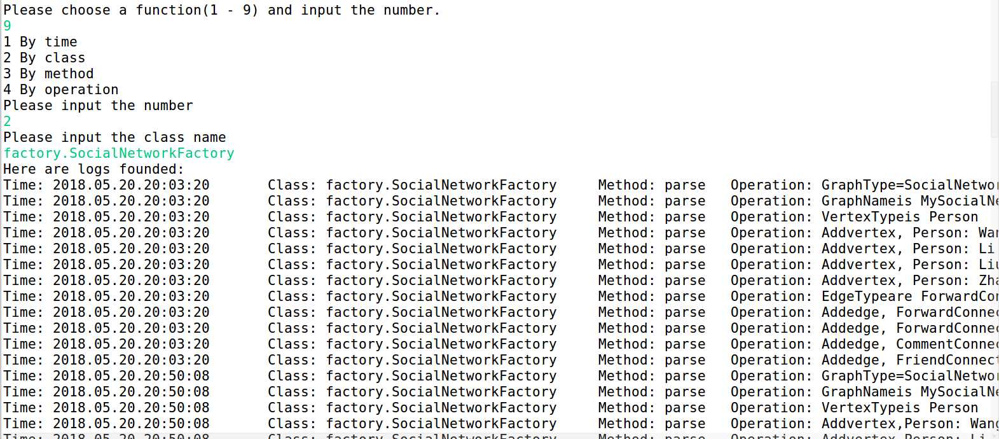 Please choose a function(1 - 9) and input the number.
9
1 By time
2 By class
3 By method
4 By operation
Please input the number
2
Please input the class name
factory.SocialNetworkFactory
Here are logs founded:
Time: 2018.05.20.20:03:20 Class: factory.SocialNetworkFactory Method: parse Operation: GraphType=SocialNetwor
Time: 2018.05.20.20:03:20 Class: factory.SocialNetworkFactory Method: parse Operation: GraphNameis MySocialNe
Time: 2018.05.20.20:03:20 Class: factory.SocialNetworkFactory Method: parse Operation: VertexTypeis Person
Time: 2018.05.20.20:03:20 Class: factory.SocialNetworkFactory Method: parse Operation: Addvertex, Person: Wan
Time: 2018.05.20.20:03:20 Class: factory.SocialNetworkFactory Method: parse Operation: Addvertex, Person: Li
Time: 2018.05.20.20:03:20 Class: factory.SocialNetworkFactory Method: parse Operation: Addvertex, Person: Liu
Time: 2018.05.20.20:03:20 Class: factory.SocialNetworkFactory Method: parse Operation: Addvertex, Person: Zha
Time: 2018.05.20.20:03:20 Class: factory.SocialNetworkFactory Method: parse Operation: EdgeTypeare ForwardCon
Time: 2018.05.20.20:03:20 Class: factory.SocialNetworkFactory Method: parse Operation: Addedge, ForwardConnec
Time: 2018.05.20.20:03:20 Class: factory.SocialNetworkFactory Method: parse Operation: Addedge, ForwardConnec
Time: 2018.05.20.20:03:20 Class: factory.SocialNetworkFactory Method: parse Operation: Addedge, CommentConnec
Time: 2018.05.20.20:03:20 Class: factory.SocialNetworkFactory Method: parse Operation: Addedge, FriendConnect
Time: 2018.05.20.20:50:08 Class: factory.SocialNetworkFactory Method: parse Operation: GraphType=SocialNetwor
Time: 2018.05.20.20:50:08 Class: factory.SocialNetworkFactory Method: parse Operation: GraphNameis MySocialNe
Time: 2018.05.20.20:50:08 Class: factory.SocialNetworkFactory Method: parse Operation: VertexTypeis Person
Time: 2018.05.20.20:50:08 Class: factory.SocialNetworkFactory Method: parse Operation: Addvertex,Person: Wang
Time: 2018.05.20.20:50:08 Class: factory.SocialNetworkFactory Method: parse Operation: Addvertex,Person: Li